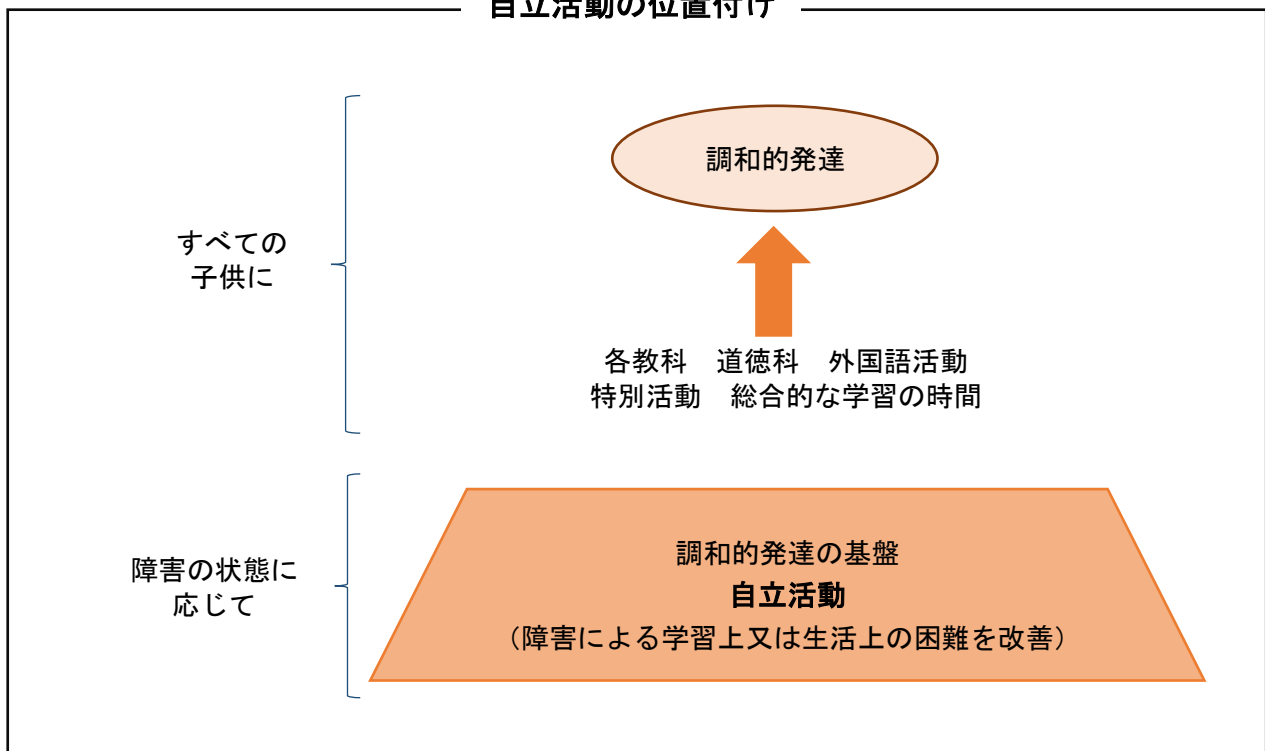 自立活動の位置付け
調和的発達
すべての
子供に
各教科　道徳科　外国語活動
特別活動　総合的な学習の時間
障害の状態に
応じて
調和的発達の基盤
自立活動
（障害による学習上又は生活上の困難を改善）